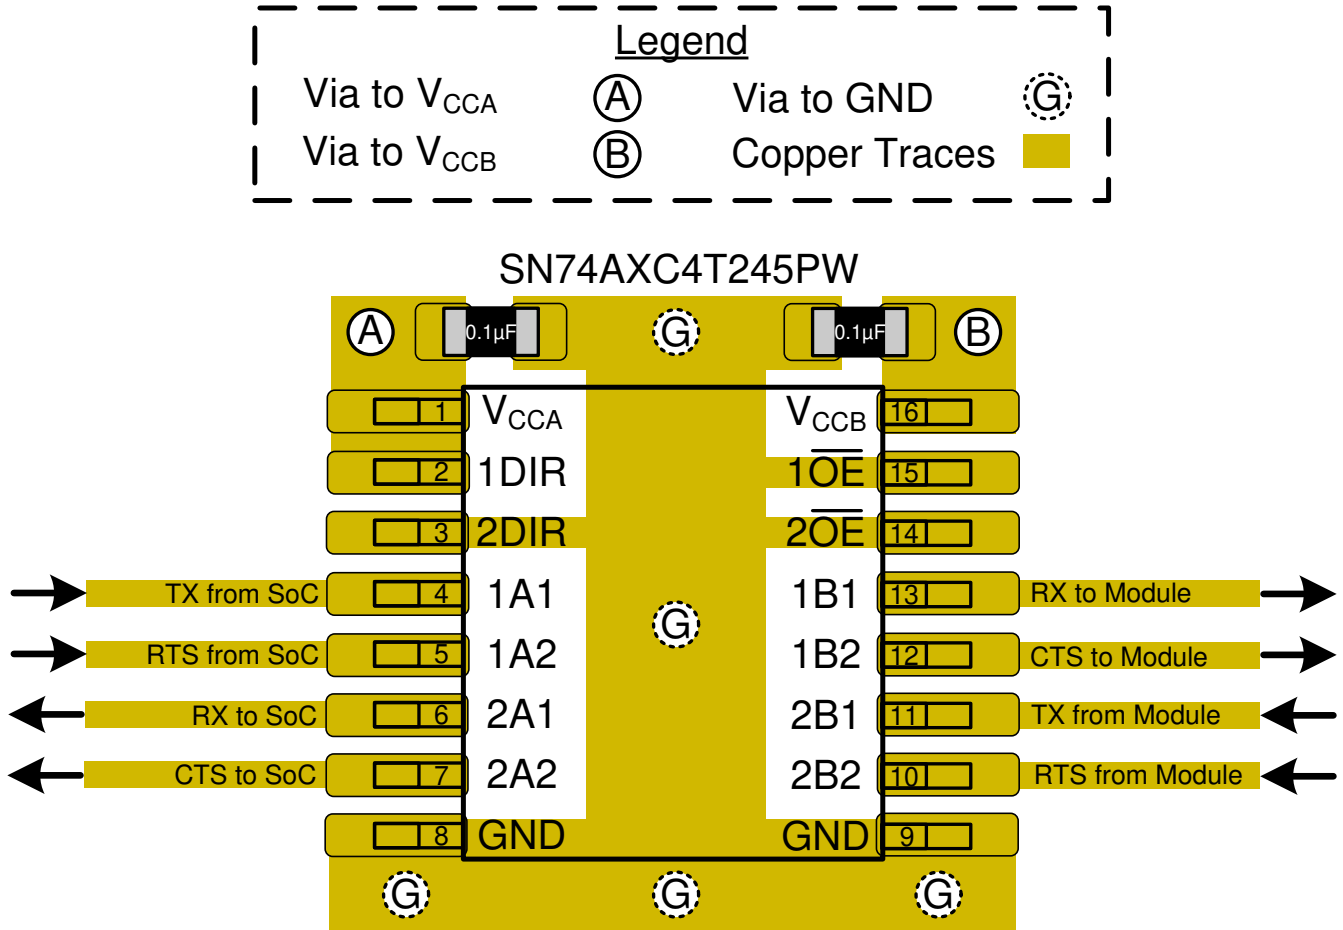 Legend
Via to VCCA A Via to GND G
Via to VCCB B Copper Traces
SN74AXC4T245PW
A 0.1µF G 0.1µF B
1 VCCA VCCB 16
2 1DIR 1O̅E̅ 15
3 2DIR 2O̅E̅ 14
TX from SoC 4 1A1 1B1 13 RX to Module
RTS from SoC 5 1A2 G 1B2 12 CTS to Module
RX to SoC 6 2A1 2B1 11 TX from Module
CTS to SoC 7 2A2 2B2 10 RTS from Module
8 GND GND 9
G G G